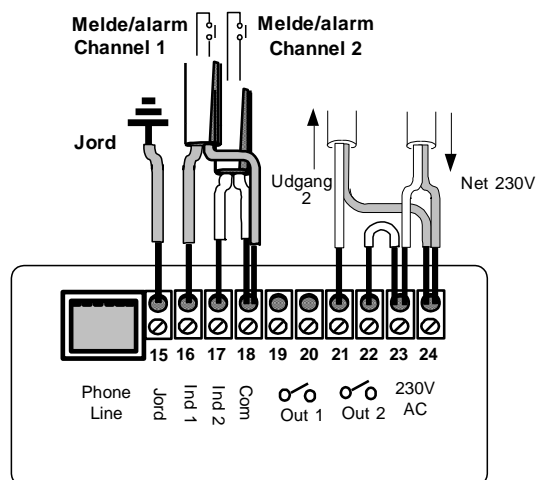 Melde/alarm
Channel 1
Melde/alarm
Channel 2
Jord
Udgang
2
Net 230V
15 16 17 18 19 20 21 22 23 24
Phone
Line
Jord
Ind 1
Ind 2
Com
Out 1
Out 2
230V
AC